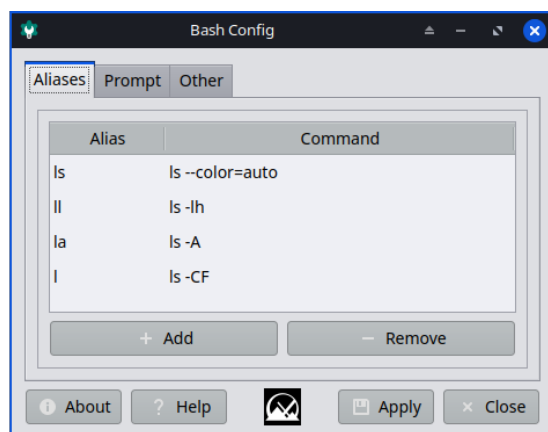 Bash Config
Aliases Prompt Other
Alias Command
ls ls --color=auto
ll ls -lh
la ls -A
l ls -CF
+ Add − Remove
About ? Help Apply × Close